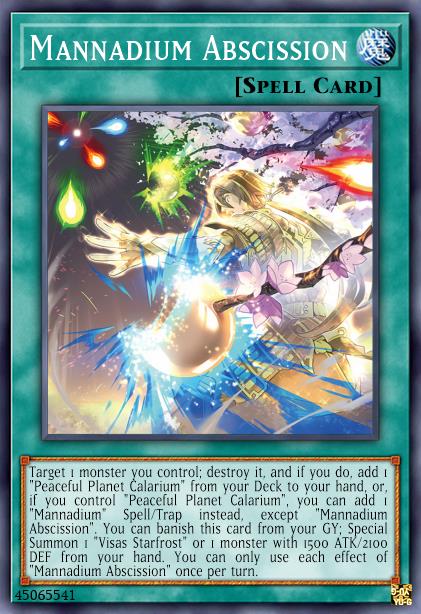 Mannadium Abscission
魔
[Spell Card]
Target 1 monster you control; destroy it, and if you do, add 1
"Peaceful Planet Calarium" from your Deck to your hand, or,
if you control "Peaceful Planet Calarium", you can add 1
"Mannadium" Spell/Trap instead, except "Mannadium
Abscission". You can banish this card from your GY; Special
Summon 1 "Visas Starfrost" or 1 monster with 1500 ATK/2100
DEF from your hand. You can only use each effect of
"Mannadium Abscission" once per turn.
45065541